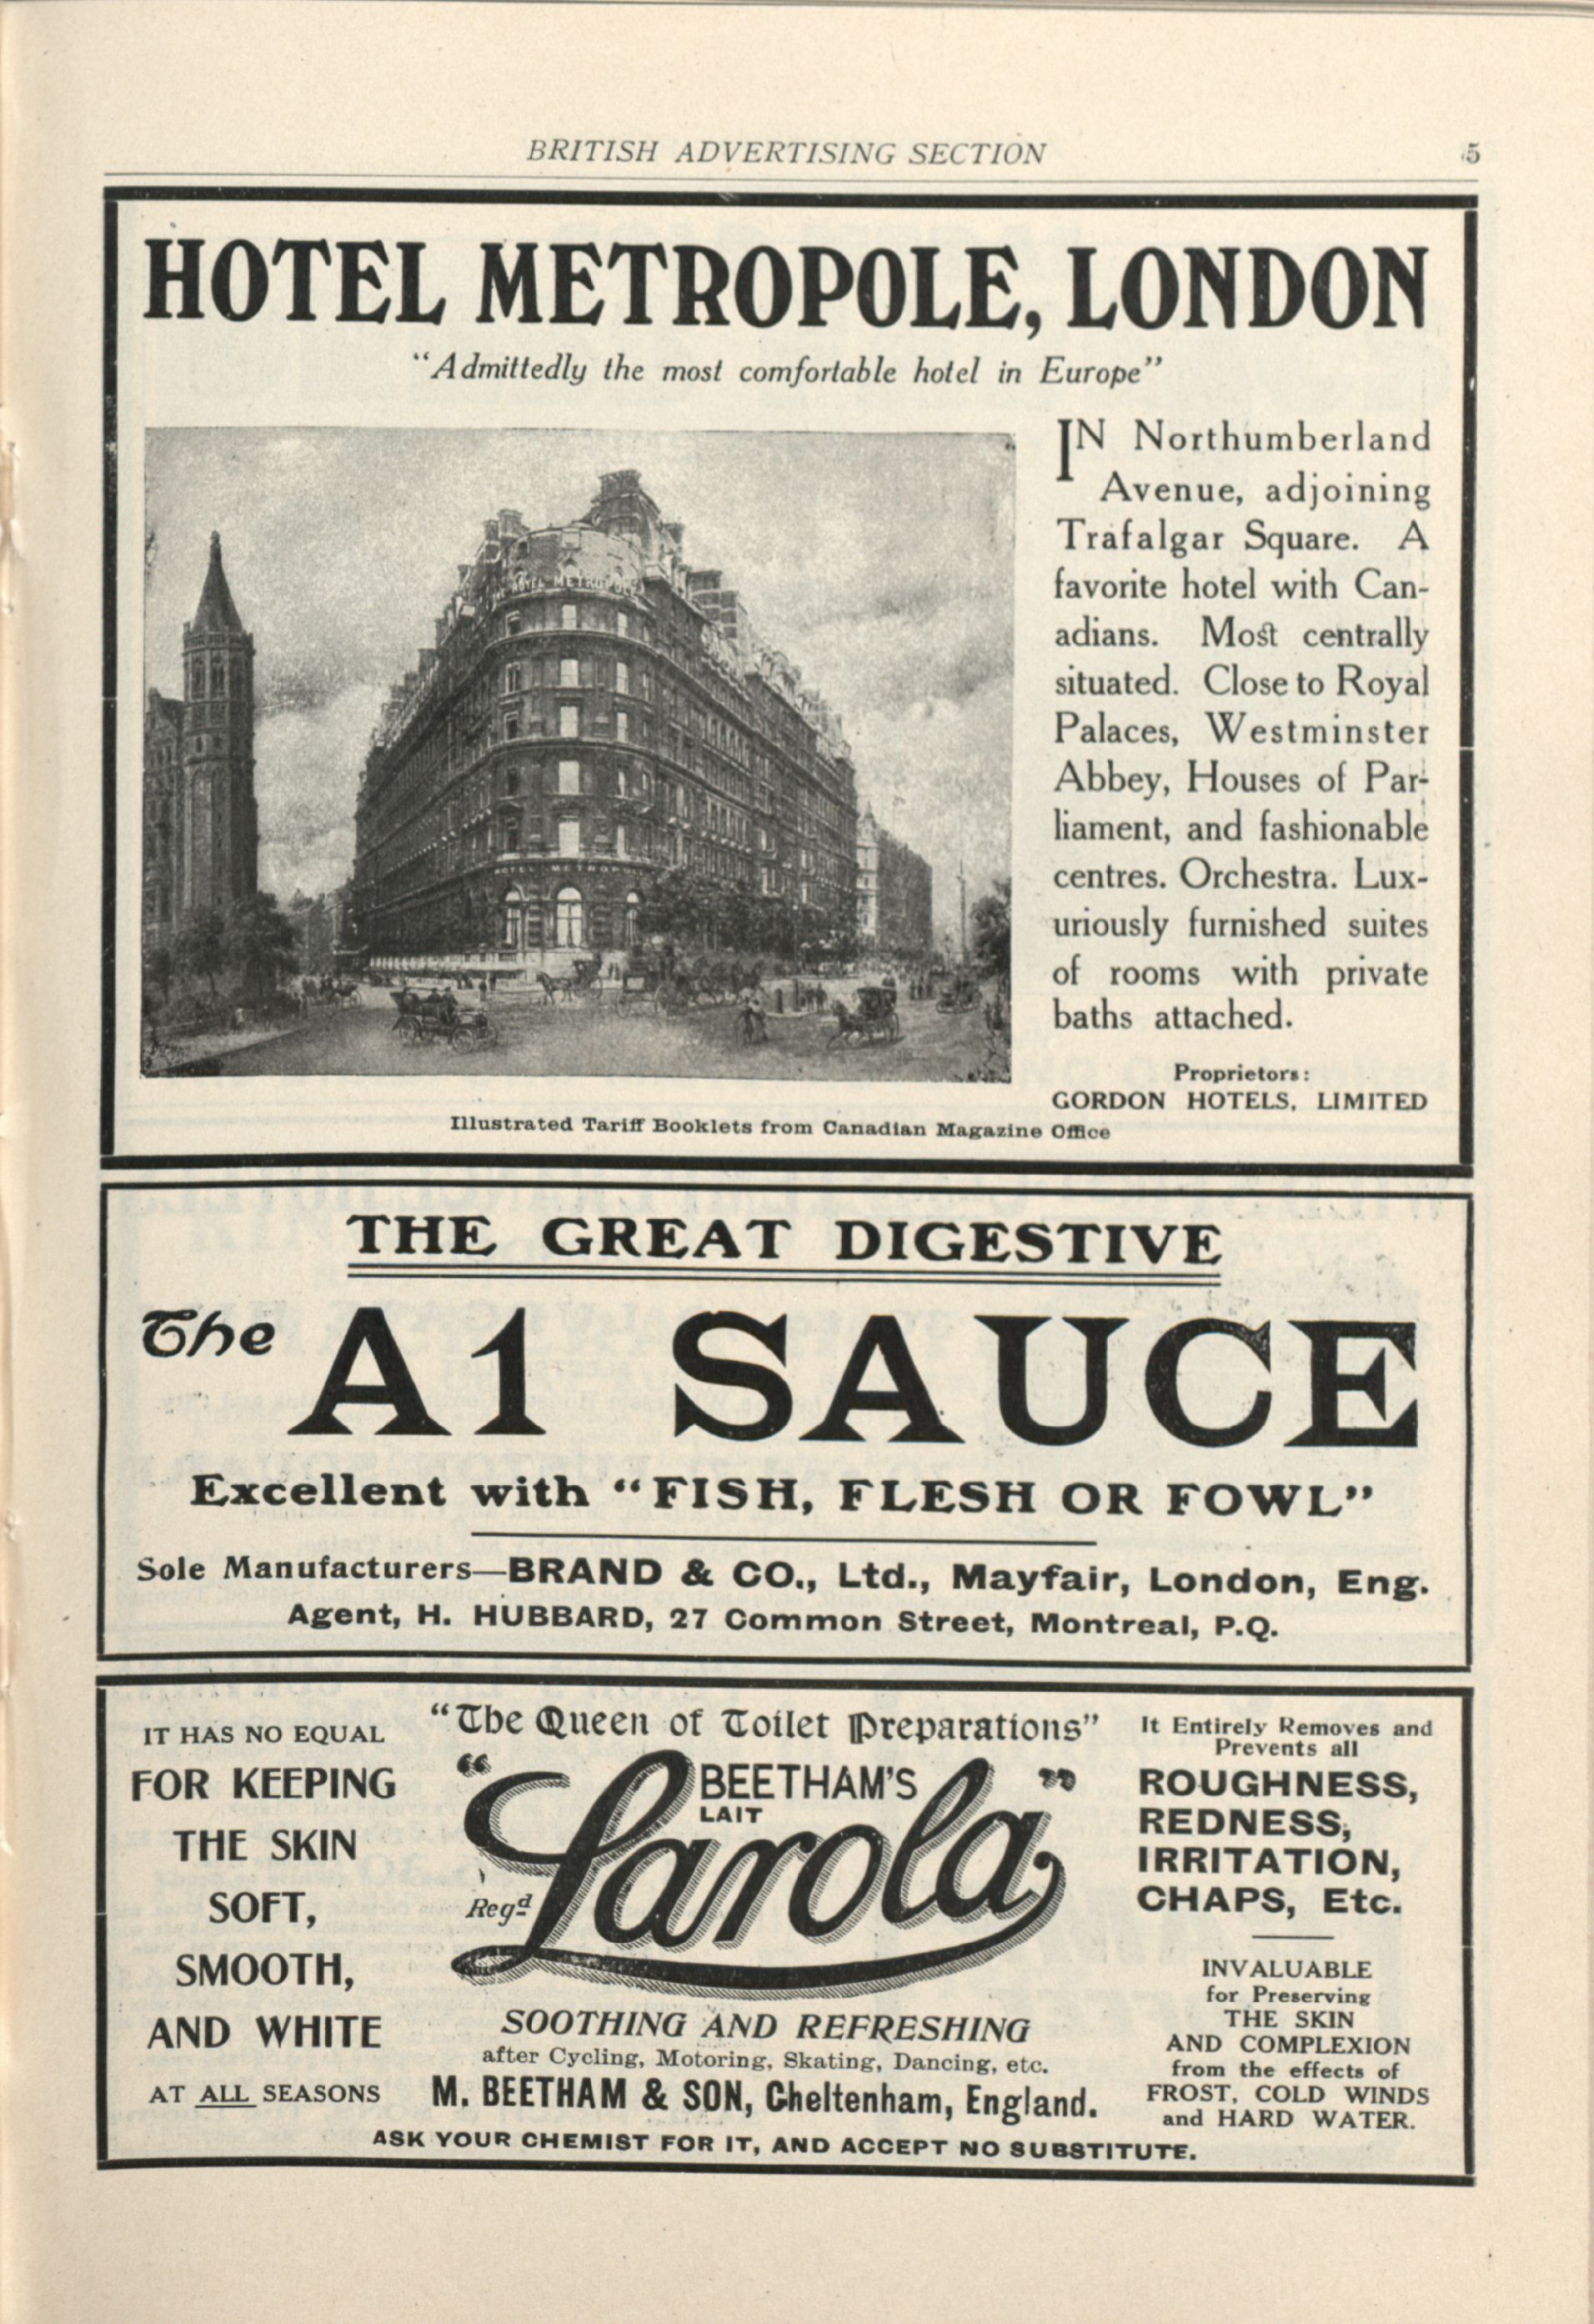 BRITISH ADVERTISING SECTION
5
HOTEL METROPOLE, LONDON
"Admittedly the most comfortable hotel in Europe"
HOTEL METROPOLE
HOTEL METROPOLE
IN Northumberland
Avenue, adjoining
Trafalgar Square. A
favorite hotel with Can-
adians. Most centrally
situated. Close to Royal
Palaces, Westminster
Abbey, Houses of Par-
liament, and fashionable
centres. Orchestra. Lux-
uriously furnished suites
of rooms with private
baths attached.
Proprietors:
GORDON HOTELS, LIMITED
Illustrated Tariff Booklets from Canadian Magazine Office
THE GREAT DIGESTIVE
The A1 SAUCE
Excellent with "FISH, FLESH OR FOWL"
Sole Manufacturers—BRAND & CO., Ltd., Mayfair, London, Eng.
Agent, H. HUBBARD, 27 Common Street, Montreal, P.Q.
IT HAS NO EQUAL
FOR KEEPING
THE SKIN
SOFT,
SMOOTH,
AND WHITE
AT ALL SEASONS
"The Queen of Toilet Preparations"
BEETHAM'S
LAIT
"Larola"
Regd
SOOTHING AND REFRESHING
after Cycling, Motoring, Skating, Dancing, etc.
M. BEETHAM & SON, Cheltenham, England.
It Entirely Removes and
Prevents all
ROUGHNESS,
REDNESS,
IRRITATION,
CHAPS, Etc.
INVALUABLE
for Preserving
THE SKIN
AND COMPLEXION
from the effects of
FROST, COLD WINDS
and HARD WATER.
ASK YOUR CHEMIST FOR IT, AND ACCEPT NO SUBSTITUTE.